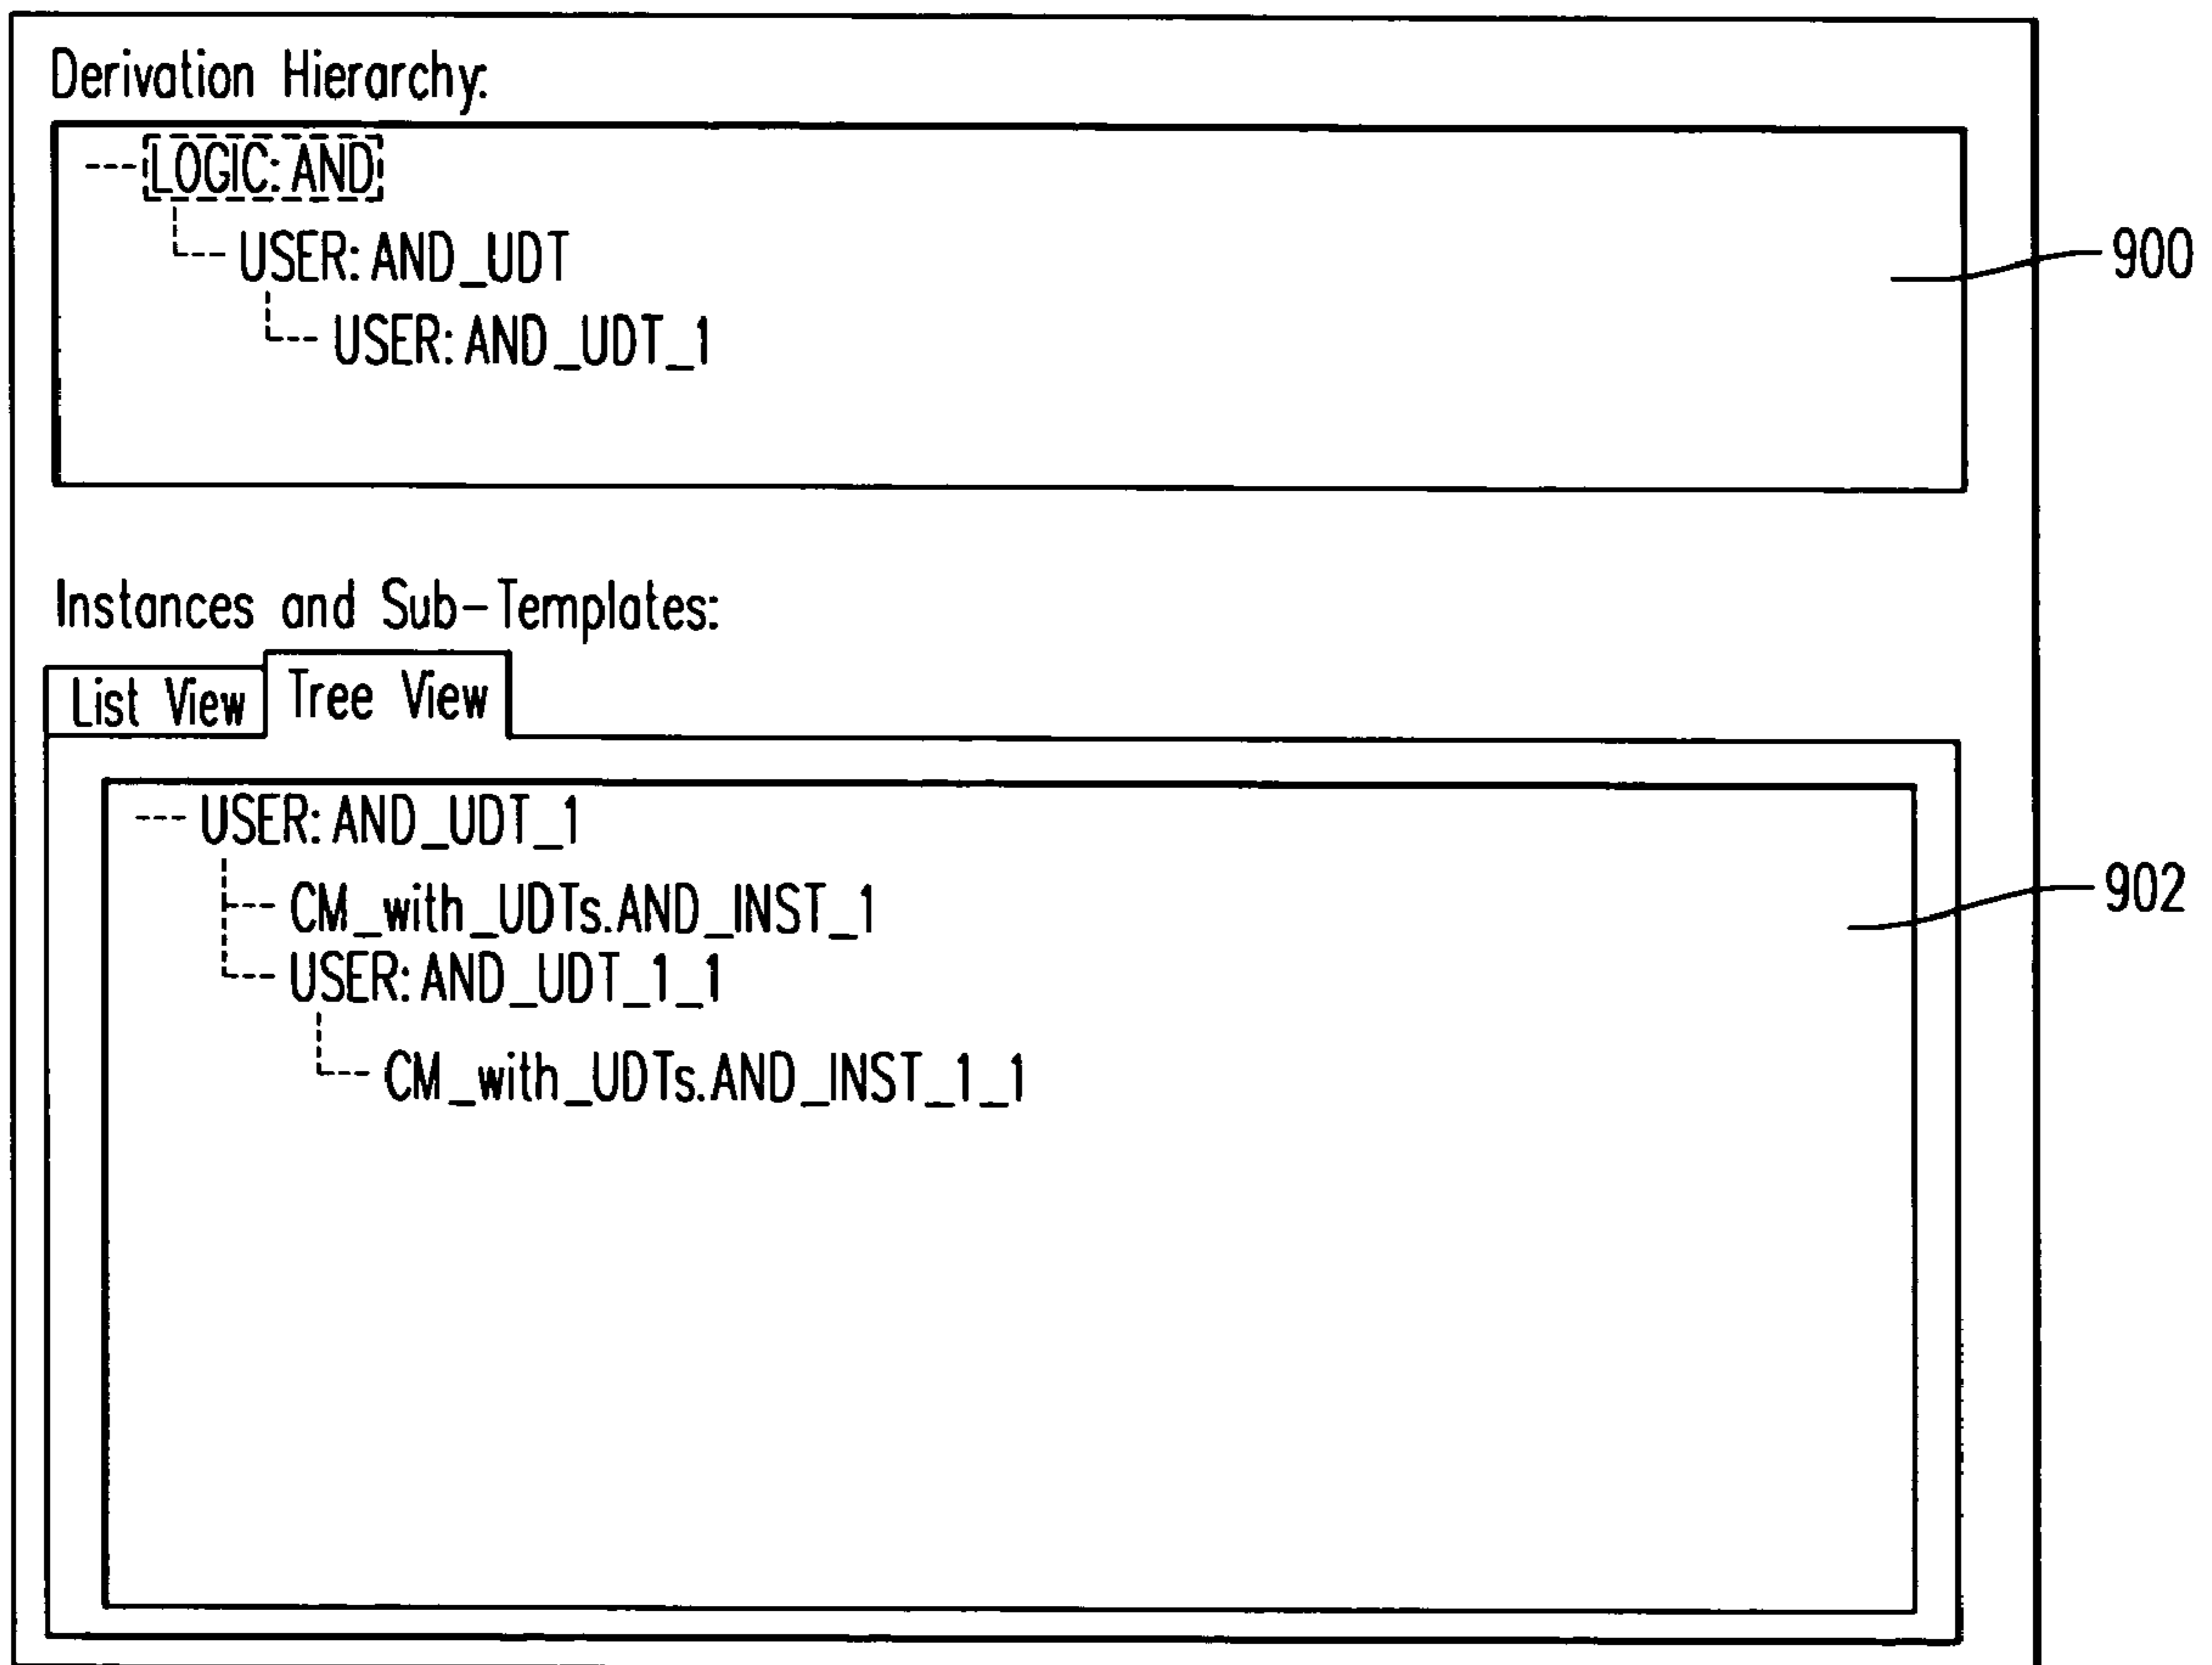 Derivation Hierarchy:
LOGIC: AND
USER: AND_UDT
900
USER: AND_UDT_1
Instances and Sub-Templates:
List View
Tree View
USER: AND_UDT_1
CM_with_UDTs.AND_INST_1
902
USER: AND_UDT_1_1
CM_with_UDTs.AND_INST_1_1